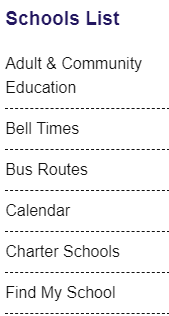 Schools List
Adult & Community
Education
Bell Times
Bus Routes
Calendar
Charter Schools
Find My School